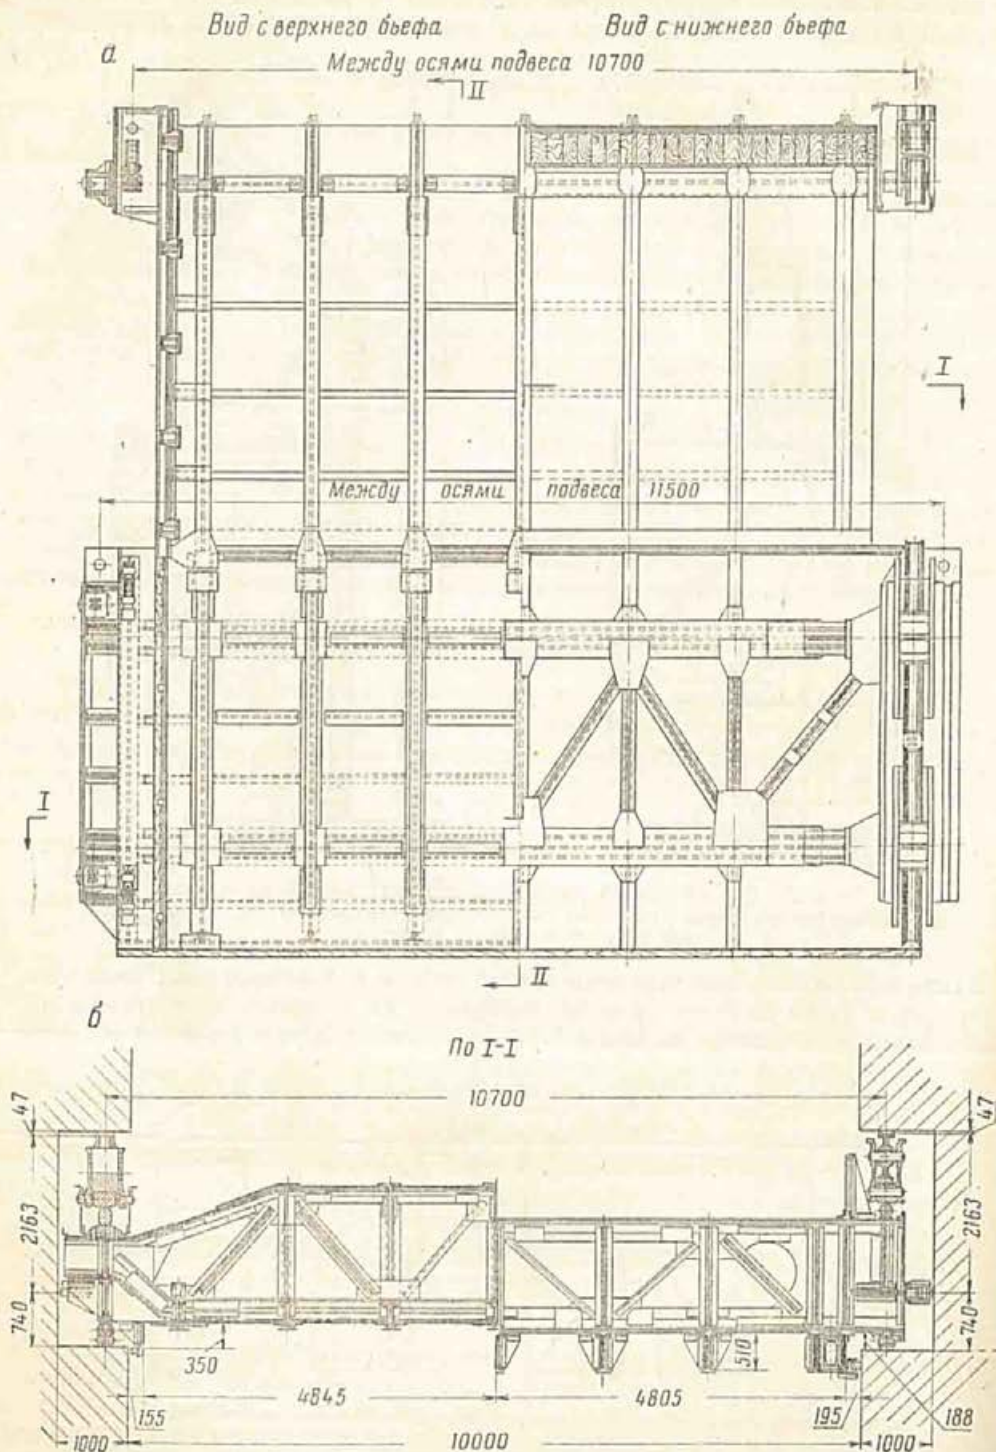 Вид с верхнего бьефа Вид с нижнего бьефа
а
Между осями подвеса 10700
II
I
Между осями подвеса 11500
I
II
б
По I-I
10700
47 47
2163 2163
740 740
350 510
4845 4805
155 195 188
1000 10000 1000